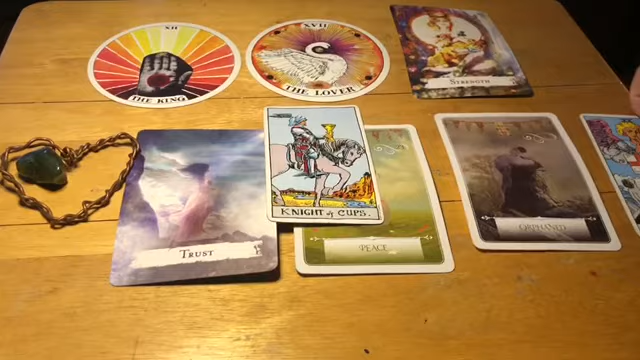 XII
THE KING
XVII
THE LOVER
STRENGTH
TRUST
KNIGHT of CUPS.
PEACE
ORPHANED